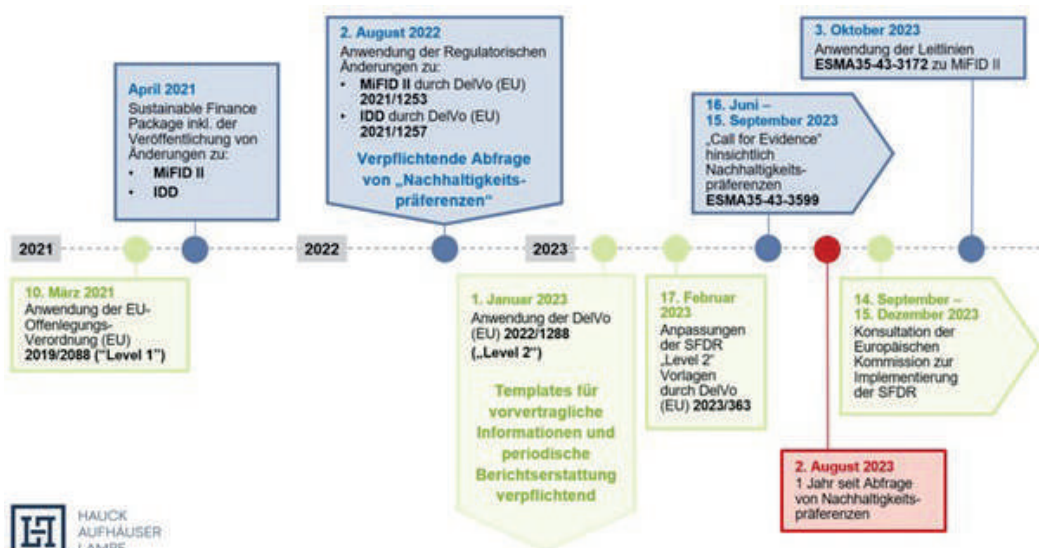 2. August 2022
Anwendung der Regulatorischen
Änderungen zu:
• MiFID II durch DelVo (EU)
2021/1253
• IDD durch DelVo (EU)
2021/1257
Verpflichtende Abfrage
von „Nachhaltigkeits-
präferenzen“
3. Oktober 2023
Anwendung der Leitlinien
ESMA35-43-3172 zu MiFID II
April 2021
Sustainable Finance
Package inkl. der
Veröffentlichung von
Änderungen zu:
• MiFID II
• IDD
16. Juni –
15. September 2023
„Call for Evidence“
hinsichtlich
Nachhaltigkeits-
präferenzen
ESMA35-43-3599
2021
2022
2023
10. März 2021
Anwendung der EU-
Offenlegungs-
Verordnung (EU)
2019/2088 (“Level 1”)
1. Januar 2023
Anwendung der DelVo
(EU) 2022/1288
(„Level 2“)
Templates für
vorvertragliche
Informationen und
periodische
Berichtserstattung
verpflichtend
17. Februar
2023
Anpassungen
der SFDR
„Level 2“
Vorlagen
durch DelVo
(EU) 2023/363
14. September –
15. Dezember 2023
Konsultation der
Europäischen
Kommission zur
Implementierung
der SFDR
2. August 2023
1 Jahr seit Abfrage
von Nachhaltigkeits-
präferenzen
HAUCK
AUFHÄUSER
LAMPE